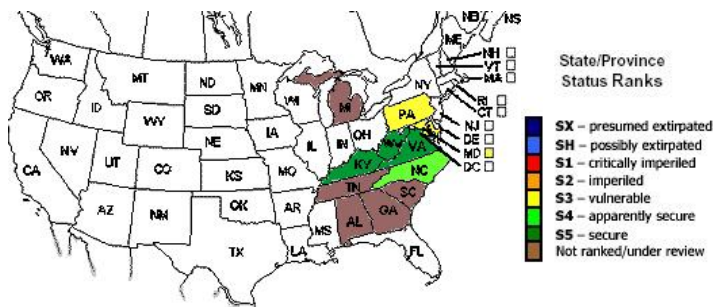 NB
NS
ME
NH
VT
MA
RI
CT
NJ
DE
MD
DC
WA
MT
ND
MN
OR
ID
WY
SD
WI
MI
NY
NV
UT
NE
IA
IL
IN
OH
PA
CA
CO
KS
MO
KY
WV
VA
AZ
NM
OK
AR
TN
NC
SC
TX
LA
MS
AL
GA
FL
State/Province
Status Ranks
SX – presumed extirpated
SH – possibly extirpated
S1 – critically imperiled
S2 – imperiled
S3 – vulnerable
S4 – apparently secure
S5 – secure
Not ranked/under review